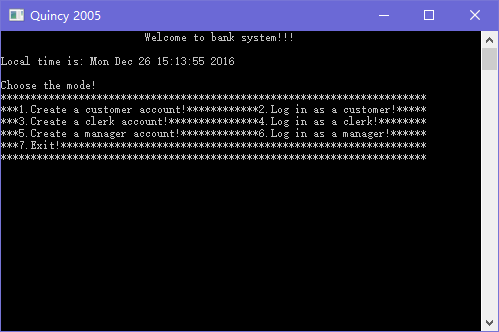 Quincy 2005
Welcome to bank system!!!
Local time is: Mon Dec 26 15:13:55 2016
Choose the mode!
***********************************************************************
***1.Create a customer account!************2.Log in as a customer!*****
***3.Create a clerk account!***************4.Log in as a clerk!********
***5.Create a manager account!*************6.Log in as a manager!******
***7.Exit!*************************************************************
***********************************************************************